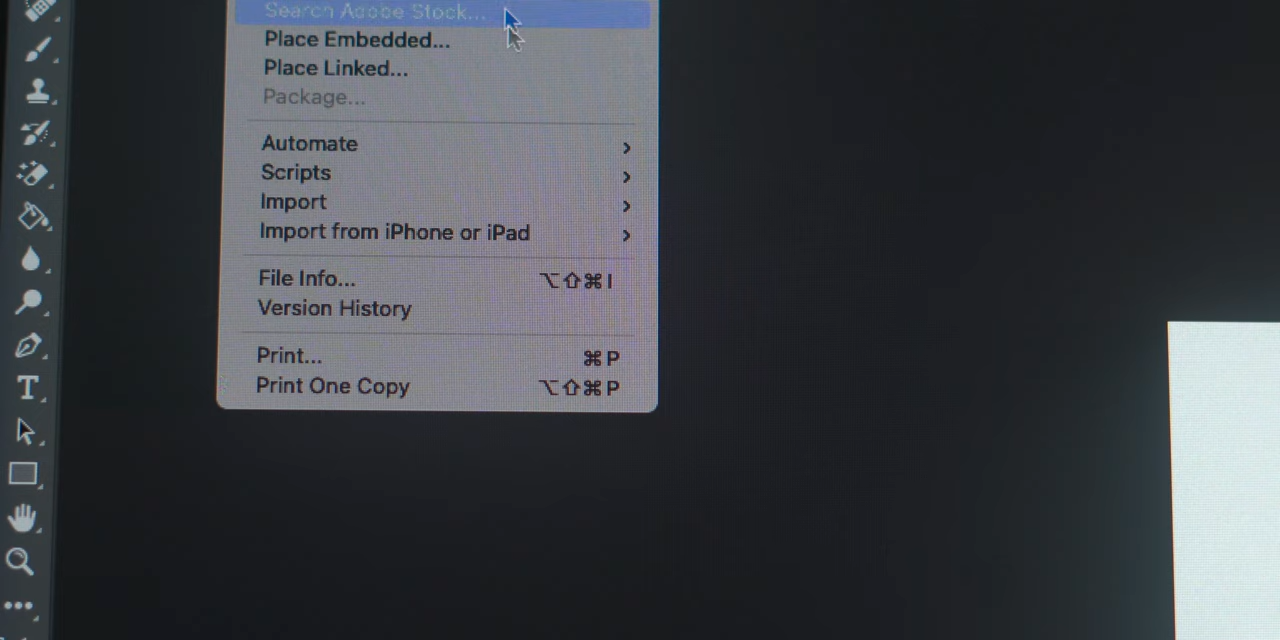 Search Adobe Stock...
Place Embedded...
Place Linked...
Package...
Automate
Scripts
Import
Import from iPhone or iPad
File Info... ⌥⇧⌘I
Version History
Print... ⌘P
Print One Copy ⌥⇧⌘P
T